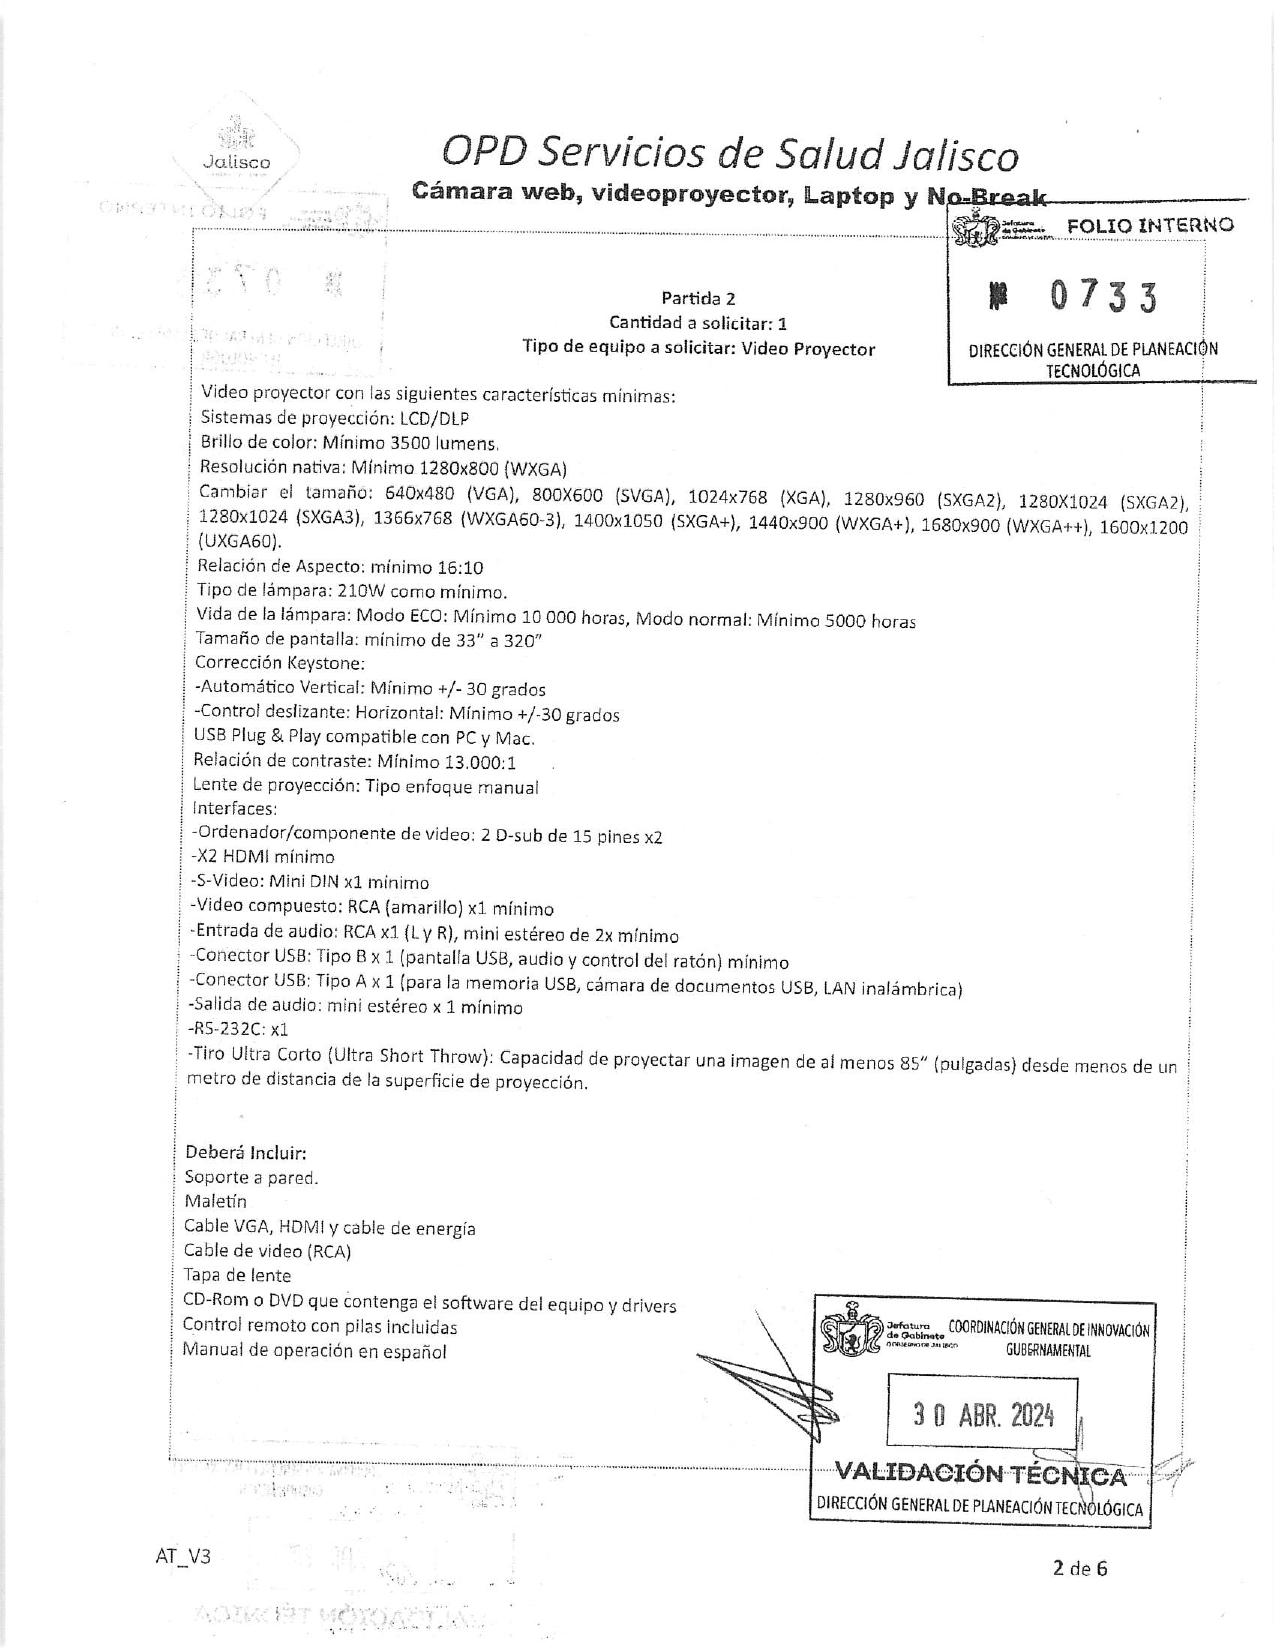 Jalisco
OPD Servicios de Salud Jalisco
Cámara web, videoproyector, Laptop y No-Break
Jefatura
de Gabinete
FOLIO INTERNO
Nº 0733
DIRECCIÓN GENERAL DE PLANEACIÓN
TECNOLÓGICA
Partida 2
Cantidad a solicitar: 1
Tipo de equipo a solicitar: Video Proyector
Video proyector con las siguientes características mínimas:
Sistemas de proyección: LCD/DLP
Brillo de color: Mínimo 3500 lumens.
Resolución nativa: Mínimo 1280x800 (WXGA)
Cambiar el tamaño: 640x480 (VGA), 800X600 (SVGA), 1024x768 (XGA), 1280x960 (SXGA2), 1280X1024 (SXGA2),
1280x1024 (SXGA3), 1366x768 (WXGA60-3), 1400x1050 (SXGA+), 1440x900 (WXGA+), 1680x900 (WXGA++), 1600x1200
(UXGA60).
Relación de Aspecto: mínimo 16:10
Tipo de lámpara: 210W como mínimo.
Vida de la lámpara: Modo ECO: Mínimo 10 000 horas, Modo normal: Mínimo 5000 horas
Tamaño de pantalla: mínimo de 33” a 320”
Corrección Keystone:
-Automático Vertical: Mínimo +/- 30 grados
-Control deslizante: Horizontal: Mínimo +/-30 grados
USB Plug & Play compatible con PC y Mac.
Relación de contraste: Mínimo 13.000:1
Lente de proyección: Tipo enfoque manual
Interfaces:
-Ordenador/componente de video: 2 D-sub de 15 pines x2
-X2 HDMI mínimo
-S-Video: Mini DIN x1 mínimo
-Video compuesto: RCA (amarillo) x1 mínimo
-Entrada de audio: RCA x1 (L y R), mini estéreo de 2x mínimo
-Conector USB: Tipo B x 1 (pantalla USB, audio y control del ratón) mínimo
-Conector USB: Tipo A x 1 (para la memoria USB, cámara de documentos USB, LAN inalámbrica)
-Salida de audio: mini estéreo x 1 mínimo
-RS-232C: x1
-Tiro Ultra Corto (Ultra Short Throw): Capacidad de proyectar una imagen de al menos 85” (pulgadas) desde menos de un
metro de distancia de la superficie de proyección.
Deberá Incluir:
Soporte a pared.
Maletín
Cable VGA, HDMI y cable de energía
Cable de video (RCA)
Tapa de lente
CD-Rom o DVD que contenga el software del equipo y drivers
Control remoto con pilas incluidas
Manual de operación en español
Jefatura
de Gabinete
COORDINACIÓN GENERAL DE INNOVACIÓN
GUBERNAMENTAL
30 ABR. 2024
VALIDACIÓN TÉCNICA
DIRECCIÓN GENERAL DE PLANEACIÓN TECNOLÓGICA
AT_V3
2 de 6